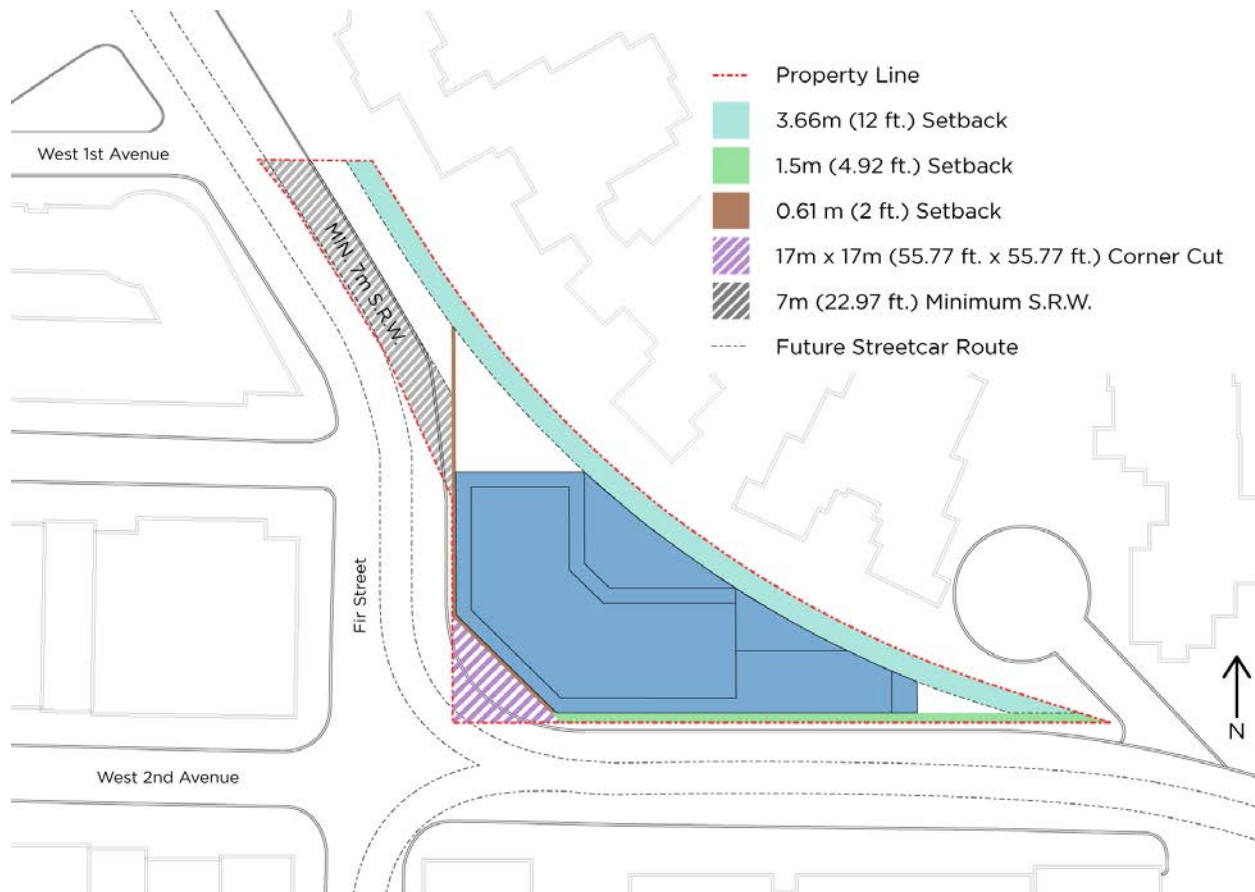 Property Line
3.66m (12 ft.) Setback
West 1st Avenue
1.5m (4.92 ft.) Setback
0.61 m (2 ft.) Setback
17m x 17m (55.77 ft. x 55.77 ft.) Corner Cut
MIN. 7m S.R.W.
7m (22.97 ft.) Minimum S.R.W.
Future Streetcar Route
Fir Street
N
West 2nd Avenue